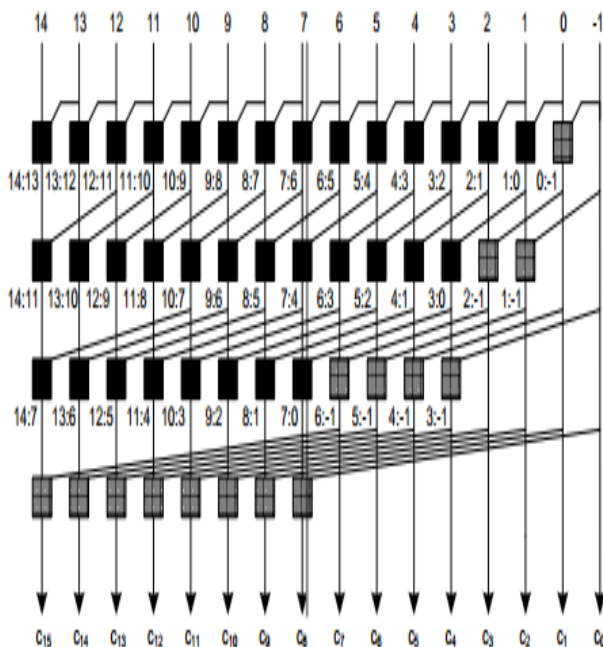 14 13 12 11 10 9 8 7 6 5 4 3 2 1 0 -1
14:13 13:12 12:11 11:10 10:9 9:8 8:7 7:6 6:5 5:4 4:3 3:2 2:1 1:0 0:-1
14:11 13:10 12:9 11:8 10:7 9:6 8:5 7:4 6:3 5:2 4:1 3:0 2:-1 1:-1
14:7 13:6 12:5 11:4 10:3 9:2 8:1 7:0 6:-1 5:-1 4:-1 3:-1
c₁₅ c₁₄ c₁₃ c₁₂ c₁₁ c₁₀ c₉ c₈ c₇ c₆ c₅ c₄ c₃ c₂ c₁ c₀